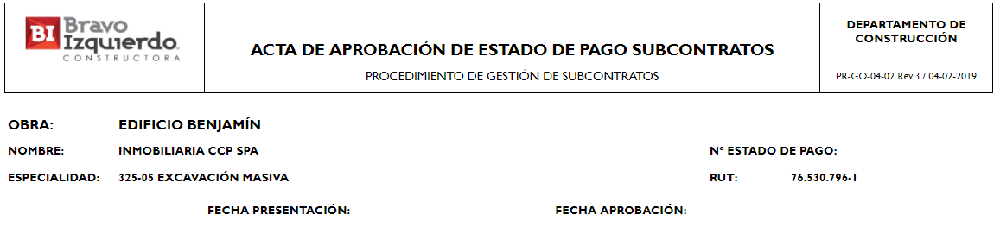 BI Bravo
Izquierdo
CONSTRUCTORA
ACTA DE APROBACIÓN DE ESTADO DE PAGO SUBCONTRATOS
PROCEDIMIENTO DE GESTIÓN DE SUBCONTRATOS
DEPARTAMENTO DE
CONSTRUCCIÓN
PR-GO-04-02 Rev.3 / 04-02-2019
OBRA: EDIFICIO BENJAMÍN
NOMBRE: INMOBILIARIA CCP SPA N° ESTADO DE PAGO:
ESPECIALIDAD: 325-05 EXCAVACIÓN MASIVA RUT: 76.530.796-1
FECHA PRESENTACIÓN: FECHA APROBACIÓN: